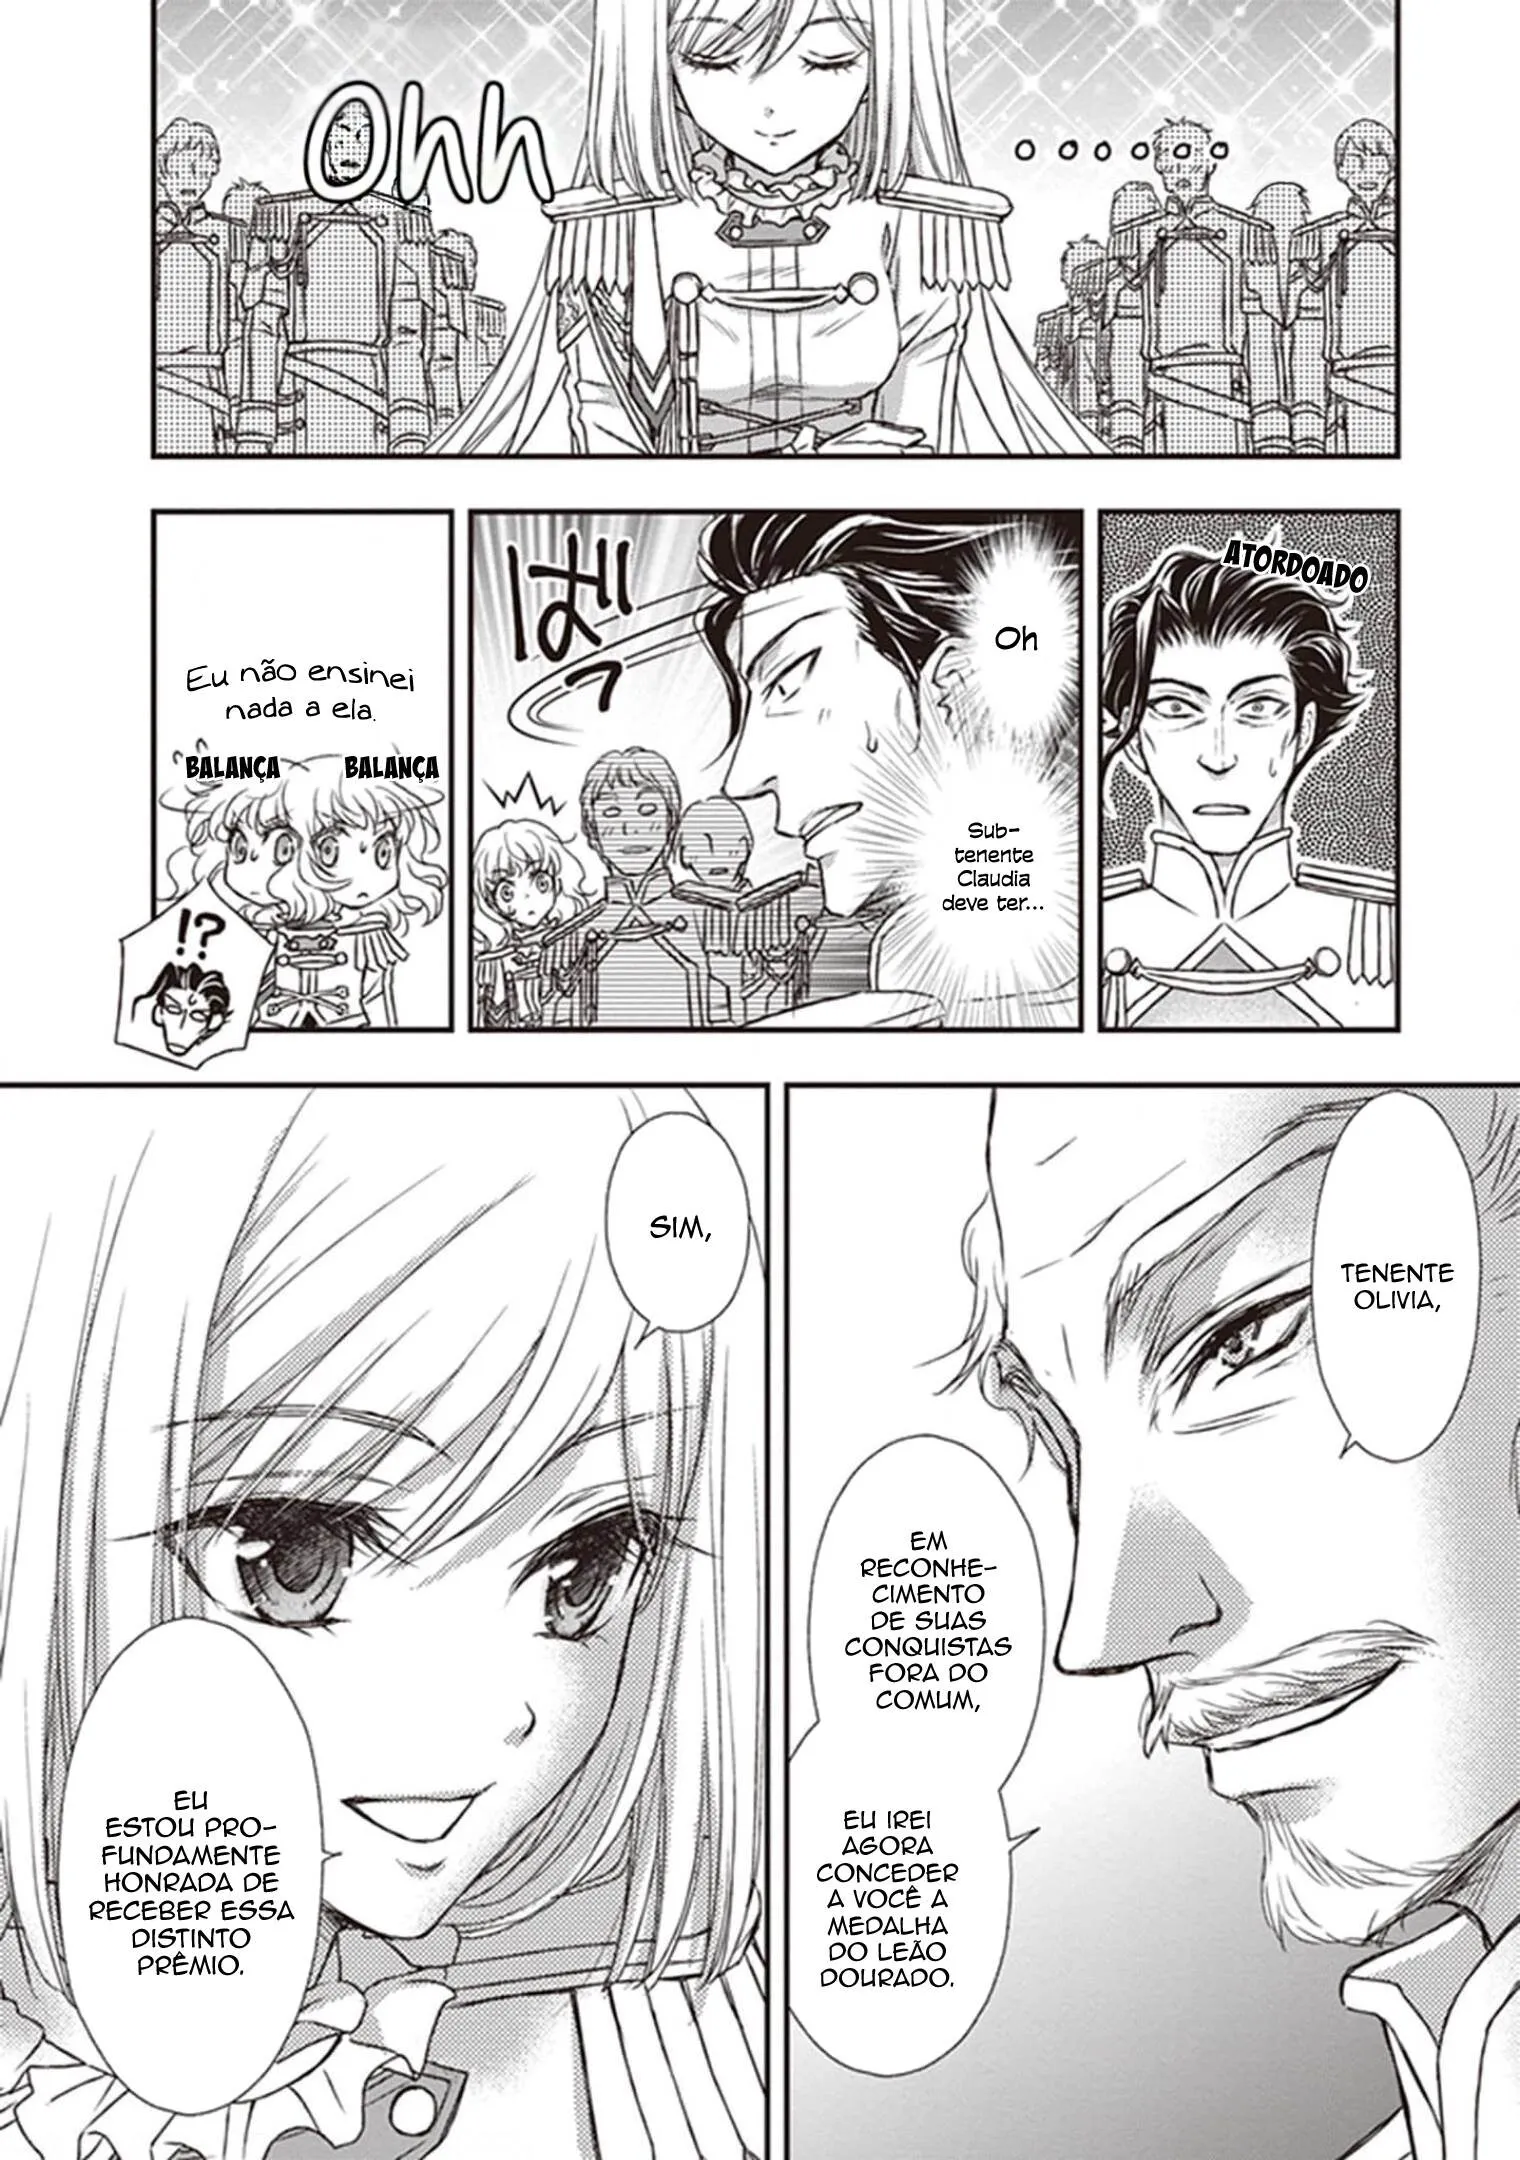 Ohh
ATORDOADO
Oh
Sub-
tenente
Claudia
deve ter...
ばっ
Eu não ensinei
nada a ela.
BALANÇA
BALANÇA
!?
TENENTE
OLIVIA,
EM
RECONHE-
CIMENTO
DE SUAS
CONQUISTAS
FORA DO
COMUM,
EU IREI
AGORA
CONCEDER
A VOCÊ A
MEDALHA
DO LEÃO
DOURADO.
SIM,
EU
ESTOU PRO-
FUNDAMENTE
HONRADA DE
RECEBER ESSA
DISTINTO
PRÊMIO.